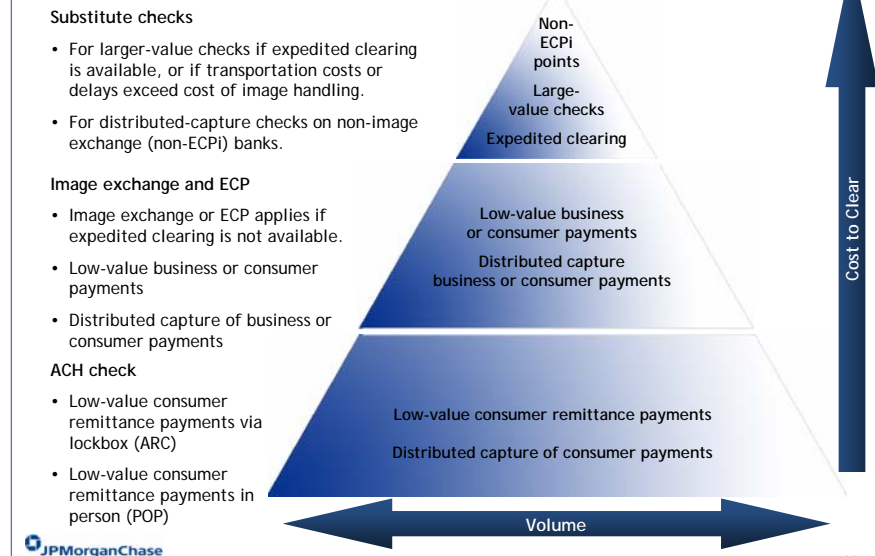 Substitute checks
• For larger-value checks if expedited clearing
is available, or if transportation costs or
delays exceed cost of image handling.
• For distributed-capture checks on non-image
exchange (non-ECPi) banks.
Image exchange and ECP
• Image exchange or ECP applies if
expedited clearing is not available.
• Low-value business or consumer
payments
• Distributed capture of business or
consumer payments
ACH check
• Low-value consumer
remittance payments via
lockbox (ARC)
• Low-value consumer
remittance payments in
person (POP)
Non-
ECPi
points
Large-
value checks
Expedited clearing
Low-value business
or consumer payments
Distributed capture
business or consumer payments
Low-value consumer remittance payments
Distributed capture of consumer payments
Cost to Clear
Volume
JPMorganChase